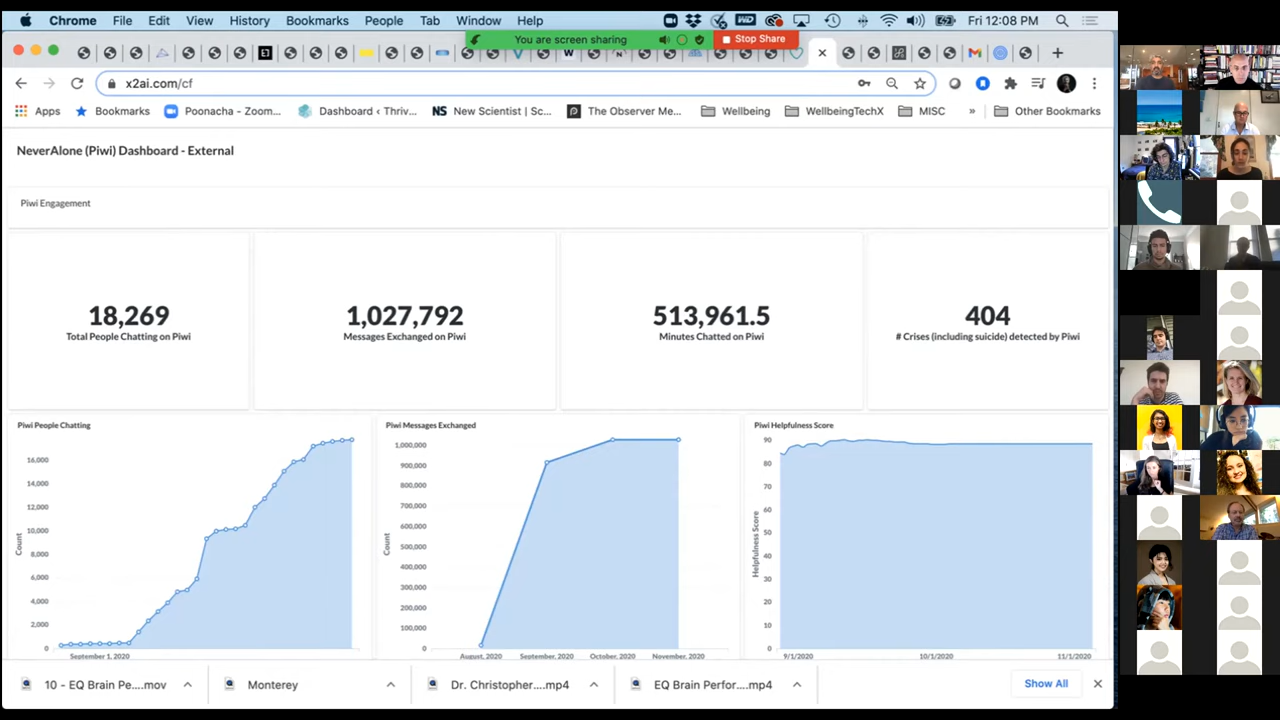 Chrome File Edit View History Bookmarks People Tab Window Help Fri 12:08 PM
You are screen sharing Stop Share
x2ai.com/cf
Apps Bookmarks Poonacha - Zoom... Dashboard ‹ Thriv... New Scientist | Sc... The Observer Me... Wellbeing WellbeingTechX MISC » Other Bookmarks
NeverAlone (Piwi) Dashboard - External
Piwi Engagement
18,269
Total People Chatting on Piwi
1,027,792
Messages Exchanged on Piwi
513,961.5
Minutes Chatted on Piwi
404
# Crises (including suicide) detected by Piwi
Piwi People Chatting
16,000
14,000
12,000
10,000
8,000
6,000
4,000
2,000
0
Count
September 1, 2020
Piwi Messages Exchanged
1,000,000
900,000
800,000
700,000
600,000
500,000
400,000
300,000
200,000
100,000
0
Count
August, 2020 September, 2020 October, 2020 November, 2020
Piwi Helpfulness Score
90
80
70
60
50
40
30
20
10
0
Helpfulness Score
9/1/2020 10/1/2020 11/1/2020
10 - EQ Brain Pe....mov Monterey Dr. Christopher....mp4 EQ Brain Perfor....mp4 Show All